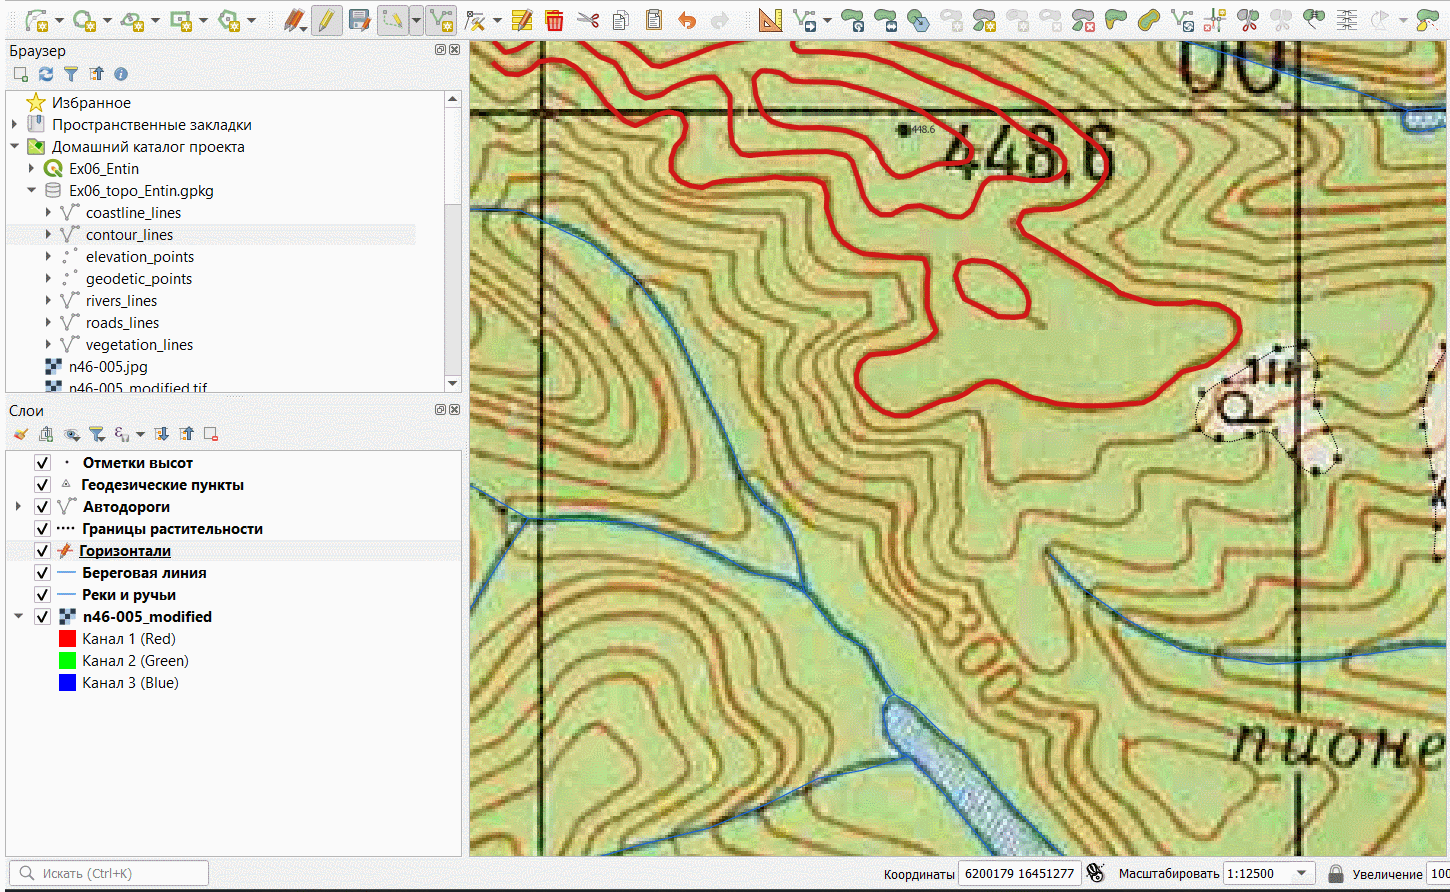 Браузер
Избранное
Пространственные закладки
Домашний каталог проекта
Ex06_Entin
Ex06_topo_Entin.gpkg
coastline_lines
contour_lines
elevation_points
geodetic_points
rivers_lines
roads_lines
vegetation_lines
n46-005.jpg
n46-005_modified.tif
Слои
Отметки высот
Геодезические пункты
Автодороги
Границы растительности
Горизонтали
Береговая линия
Реки и ручьи
n46-005_modified
Канал 1 (Red)
Канал 2 (Green)
Канал 3 (Blue)
00
448.6
448,6
300
пионе
Искать (Ctrl+K)
Координаты 6200179 16451277 Масштабировать 1:12500 Увеличение 100